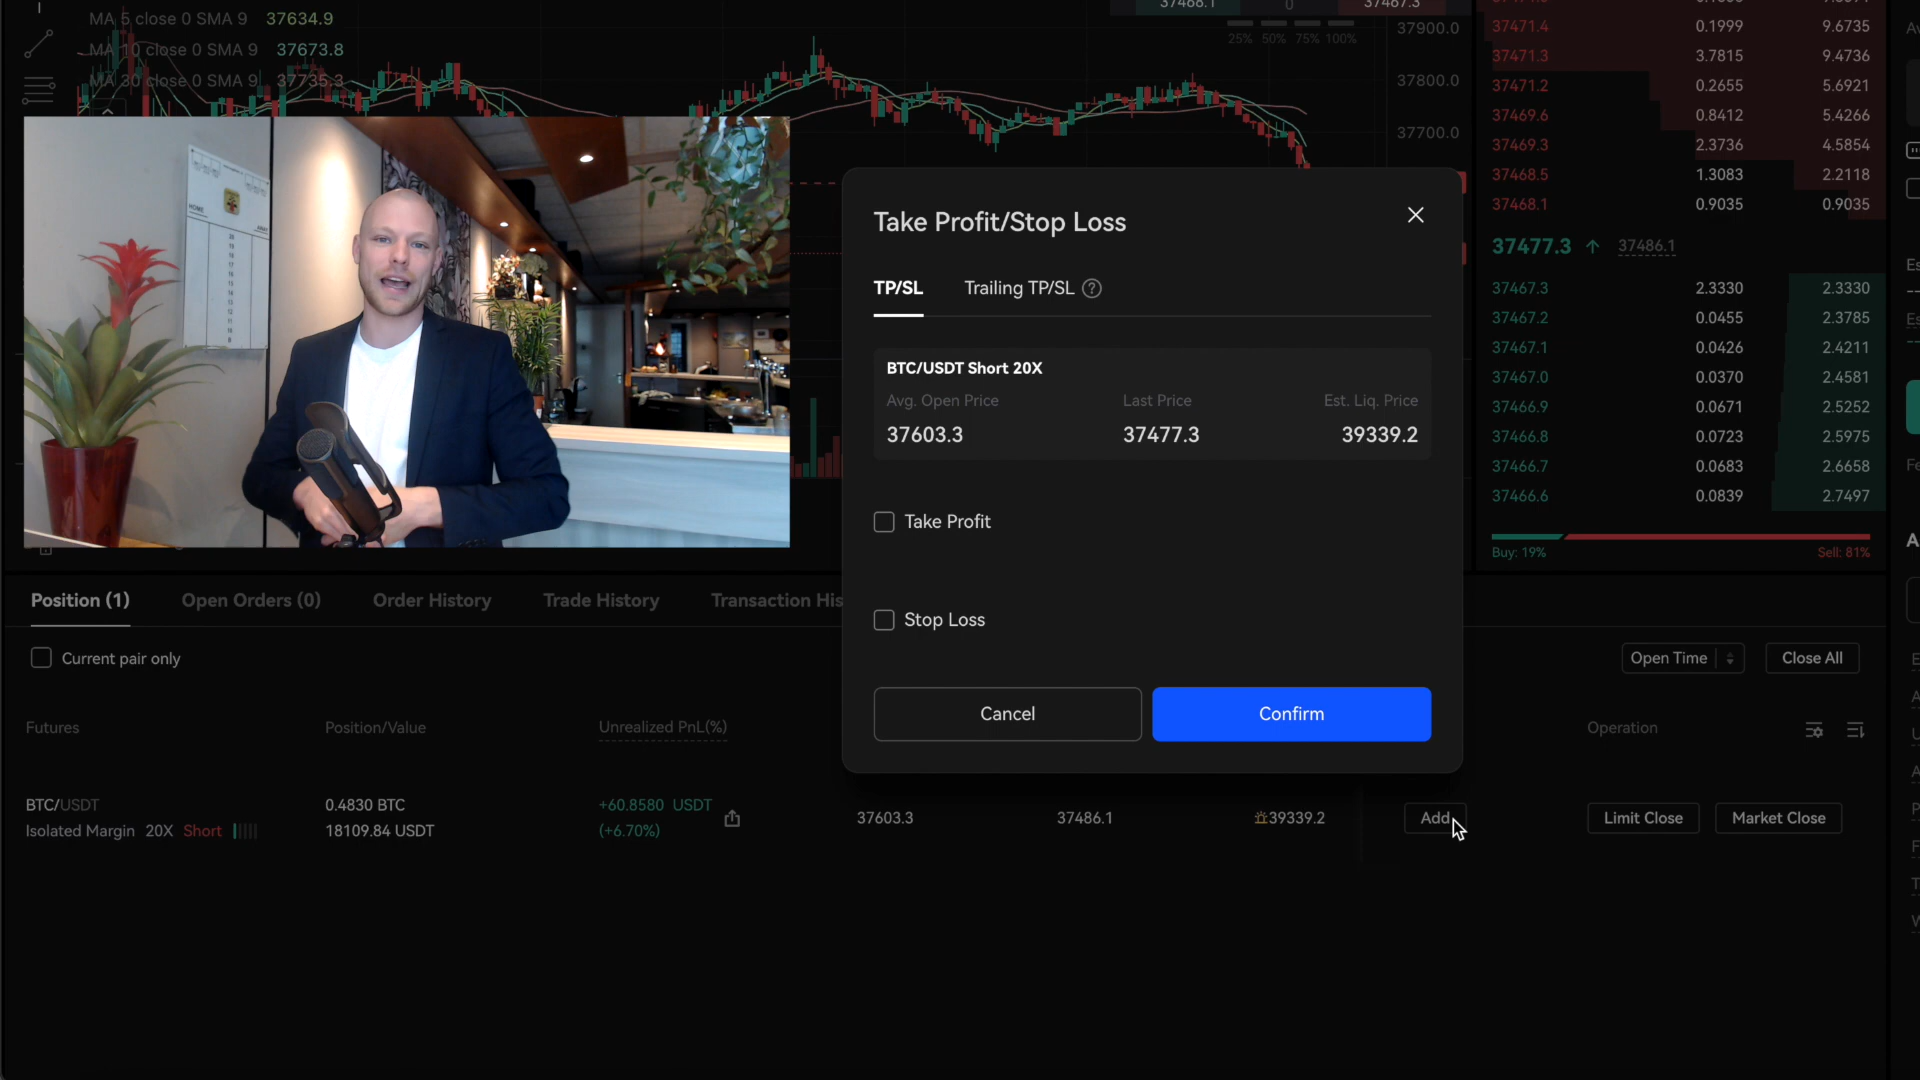 MA 5 close 0 SMA 9 37634.9
MA 10 close 0 SMA 9 37673.8
MA 30 close 0 SMA 9 37735.3
37468.1 0 37467.3
25% 50% 75% 100%
37900.0
37800.0
37700.0
37471.4 0.1999 9.6735
37471.3 3.7815 9.4736
37471.2 0.2655 5.6921
37469.6 0.8412 5.4266
37469.3 2.3736 4.5854
37468.5 1.3083 2.2118
37468.1 0.9035 0.9035
37477.3 37486.1
37467.3 2.3330 2.3330
37467.2 0.0455 2.3785
37467.1 0.0426 2.4211
37467.0 0.0370 2.4581
37466.9 0.0671 2.5252
37466.8 0.0723 2.5975
37466.7 0.0683 2.6658
37466.6 0.0839 2.7497
Buy: 19% Sell: 81%
HOME
Take Profit/Stop Loss
TP/SL Trailing TP/SL
BTC/USDT Short 20X
Avg. Open Price Last Price Est. Liq. Price
37603.3 37477.3 39339.2
Take Profit
Stop Loss
Cancel Confirm
Position (1) Open Orders (0) Order History Trade History Transaction His
Current pair only
Open Time Close All
Futures Position/Value Unrealized PnL(%) Operation
BTC/USDT 0.4830 BTC +60.8580 USDT
Isolated Margin 20X Short 18109.84 USDT (+6.70%)
37603.3 37486.1 39339.2 Add Limit Close Market Close